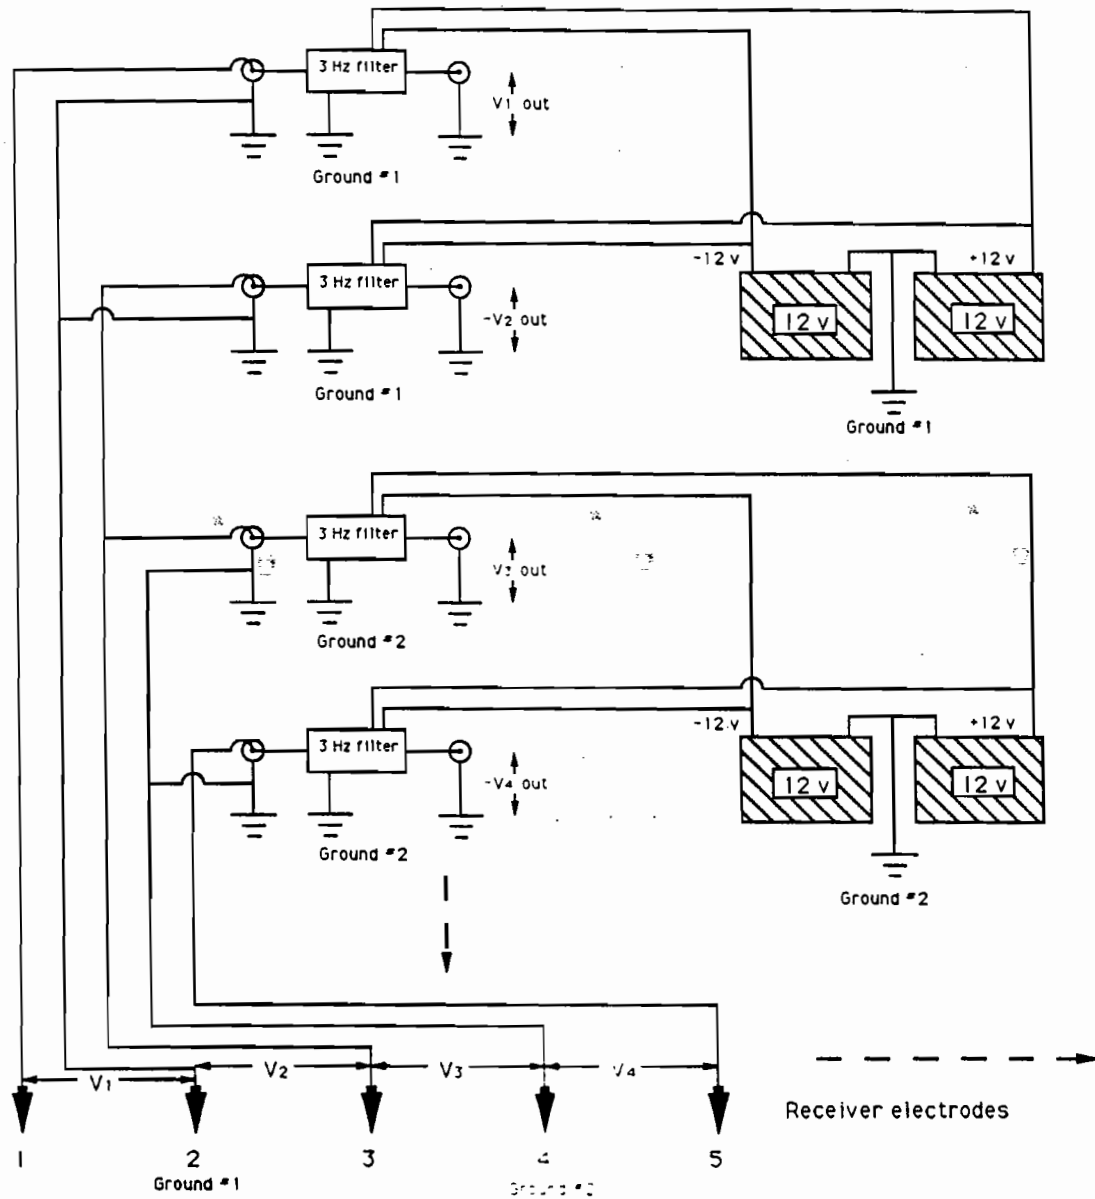 3 Hz filter
V1 out
Ground #1
3 Hz filter
-V2 out
Ground #1
-12 v
+12 v
12 v
12 v
Ground #1
3 Hz filter
V3 out
Ground #2
3 Hz filter
-V4 out
Ground #2
-12 v
+12 v
12 v
12 v
Ground #2
V1
V2
V3
V4
Receiver electrodes
1
2
3
4
5
Ground #1
Ground #2